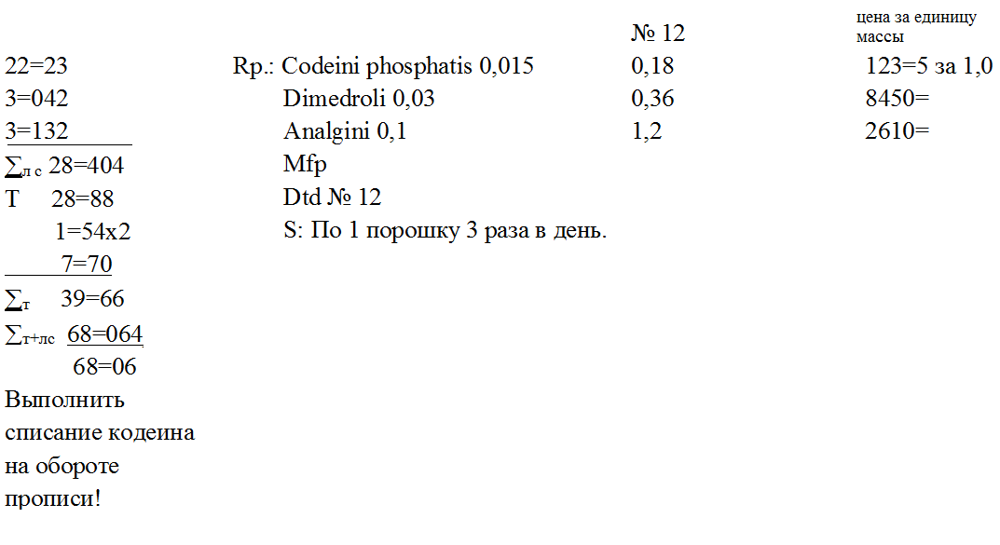 цена за единицу
массы
№ 12
22=23 Rp.: Codeini phosphatis 0,015 0,18 123=5 за 1,0
3=042 Dimedroli 0,03 0,36 8450=
3=132 Analgini 0,1 1,2 2610=
∑л с 28=404 Mfp
Т 28=88 Dtd № 12
1=54х2 S: По 1 порошку 3 раза в день.
7=70
∑т 39=66
∑т+лс 68=064
68=06
Выполнить
списание кодеина
на обороте
прописи!